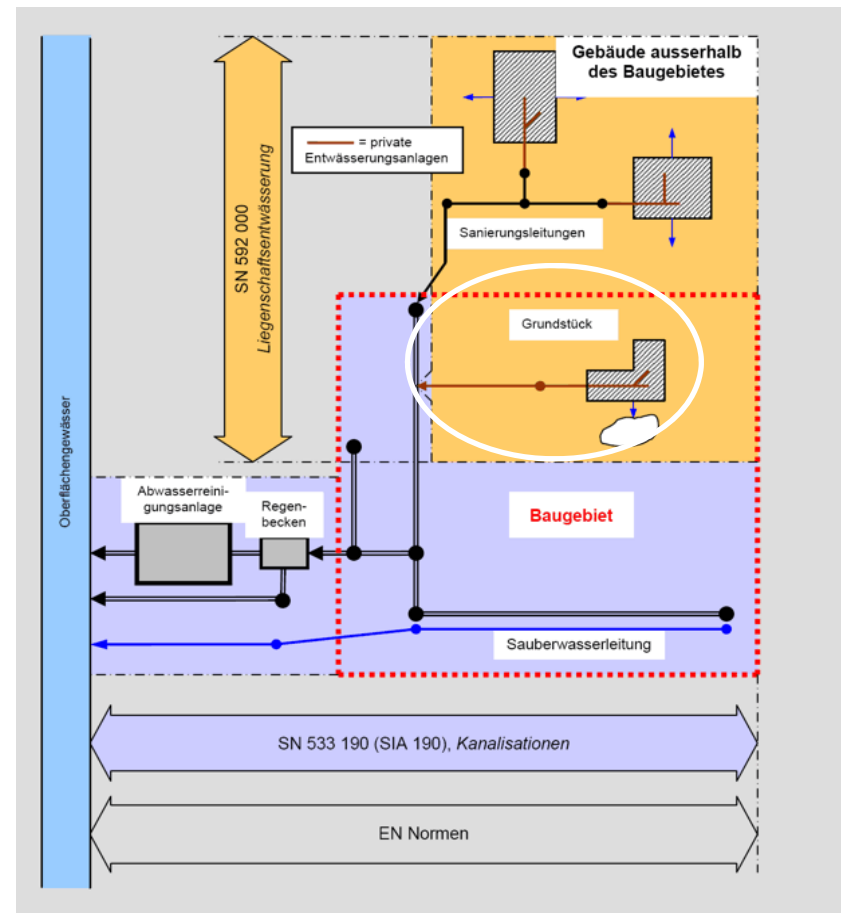 Gebäude ausserhalb
des Baugebietes
= private
Entwässerungsanlagen
SN 592 000
Liegenschaftsentwässerung
Sanierungsleitungen
Grundstück
Oberflächengewässer
Abwasserreini-
gungsanlage
Regen-
becken
Baugebiet
Sauberwasserleitung
SN 533 190 (SIA 190), Kanalisationen
EN Normen